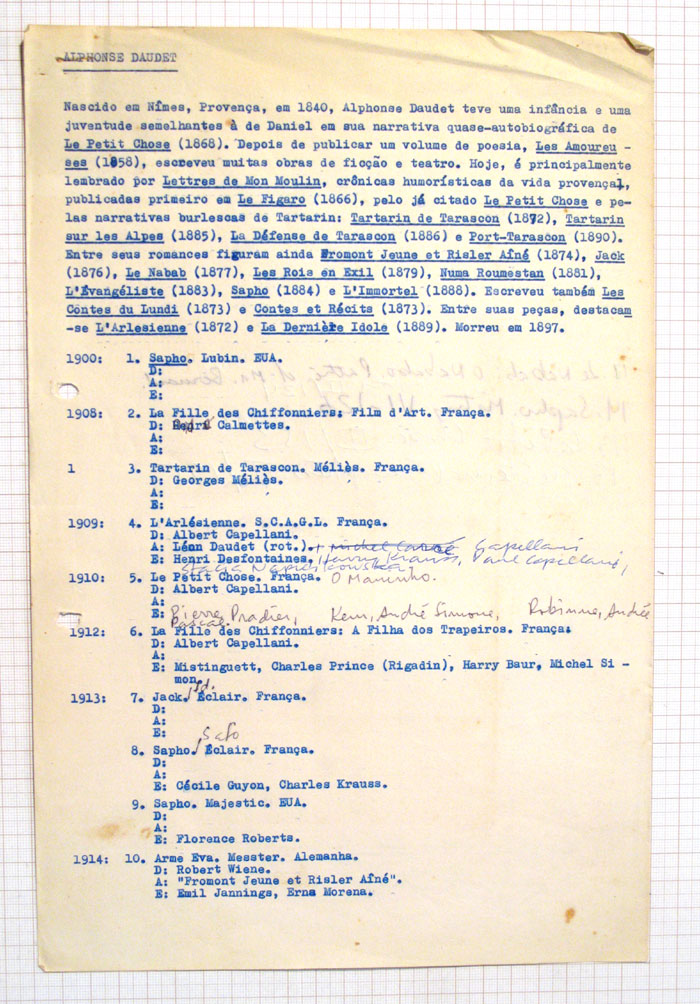 ALPHONSE DAUDET
Nascido em Nîmes, Provença, em 1840, Alphonse Daudet teve uma infância e uma
juventude semelhantes à de Daniel em sua narrativa quase-autobiográfica de
Le Petit Chose (1868). Depois de publicar um volume de poesia, Les Amoureu -
ses (1858), escreveu muitas obras de ficção e teatro. Hoje, é principalmente
lembrado por Lettres de Mon Moulin, crônicas humorísticas da vida provençal,
publicadas primeiro em Le Figaro (1866), pelo já citado Le Petit Chose e pe-
las narrativas burlescas de Tartarin: Tartarin de Tarascon (1872), Tartarin
sur les Alpes (1885), La Défense de Tarascon (1886) e Port-Tarascon (1890).
Entre seus romances figuram ainda Fromont Jeune et Risler Aîné (1874), Jack
(1876), Le Nabab (1877), Les Rois en Exil (1879), Numa Roumestan (1881),
L'Évangéliste (1883), Sapho (1884) e L'Immortel (1888). Escreveu também Les
Contes du Lundi (1873) e Contes et Récits (1873). Entre suas peças, destacam
-se L'Arlesienne (1872) e La Dernière Idole (1889). Morreu em 1897.
1900: 1. Sapho. Lubin. EUA.
D:
A:
E:
1908: 2. La Fille des Chiffonniers: Film d'Art. França.
D: Henri Calmettes.
A:
E:
1 3. Tartarin de Tarascon. Méliès. França.
D: Georges Méliès.
A:
E:
1909: 4. L'Arlésienne. S.C.A.G.L. França.
D: Albert Capellani.
A: Léon Daudet (rot.). Michel Carré Capellani
E: Henri Desfontaines, Henry Krauss, Paul Capellani,
Stacia Napierkowska
1910: 5. Le Petit Chose. França. O Maninho.
D: Albert Capellani.
A:
E: Pierre Pradier, Kem, André Simone, Robinne, André
Pascal.
1912: 6. La Fille des Chiffonniers: A Filha dos Trapeiros. França.
D: Albert Capellani.
A:
E: Mistinguett, Charles Prince (Rigadin), Harry Baur, Michel Si -
mon.
1913: 7. Jack. Éclair. França.
D:
A:
E:
Safo
8. Sapho. Éclair. França.
D:
A:
E: Cécile Guyon, Charles Krauss.
9. Sapho. Majestic. EUA.
D:
A:
E: Florence Roberts.
1914: 10. Arme Eva. Messter. Alemanha.
D: Robert Wiene.
A: "Fromont Jeune et Risler Aîné".
E: Emil Jannings, Erna Morena.